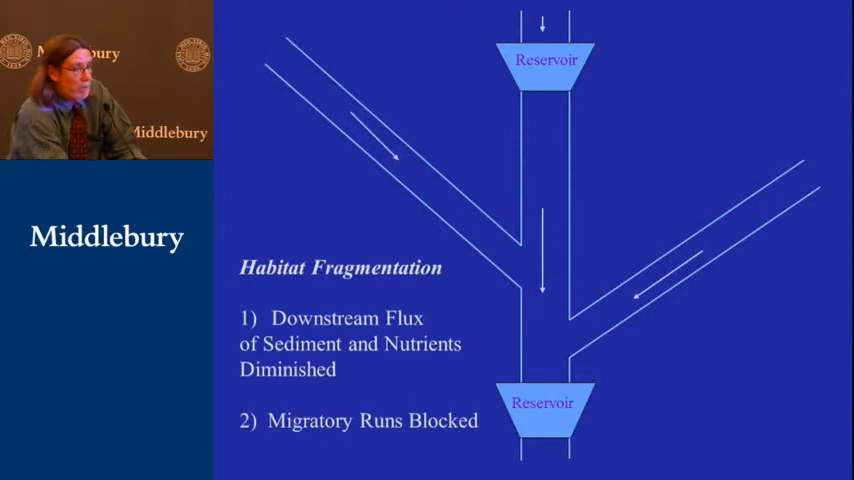 Middlebury
Middlebury
Middlebury
Habitat Fragmentation
1) Downstream Flux
of Sediment and Nutrients
Diminished
2) Migratory Runs Blocked
Reservoir
Reservoir